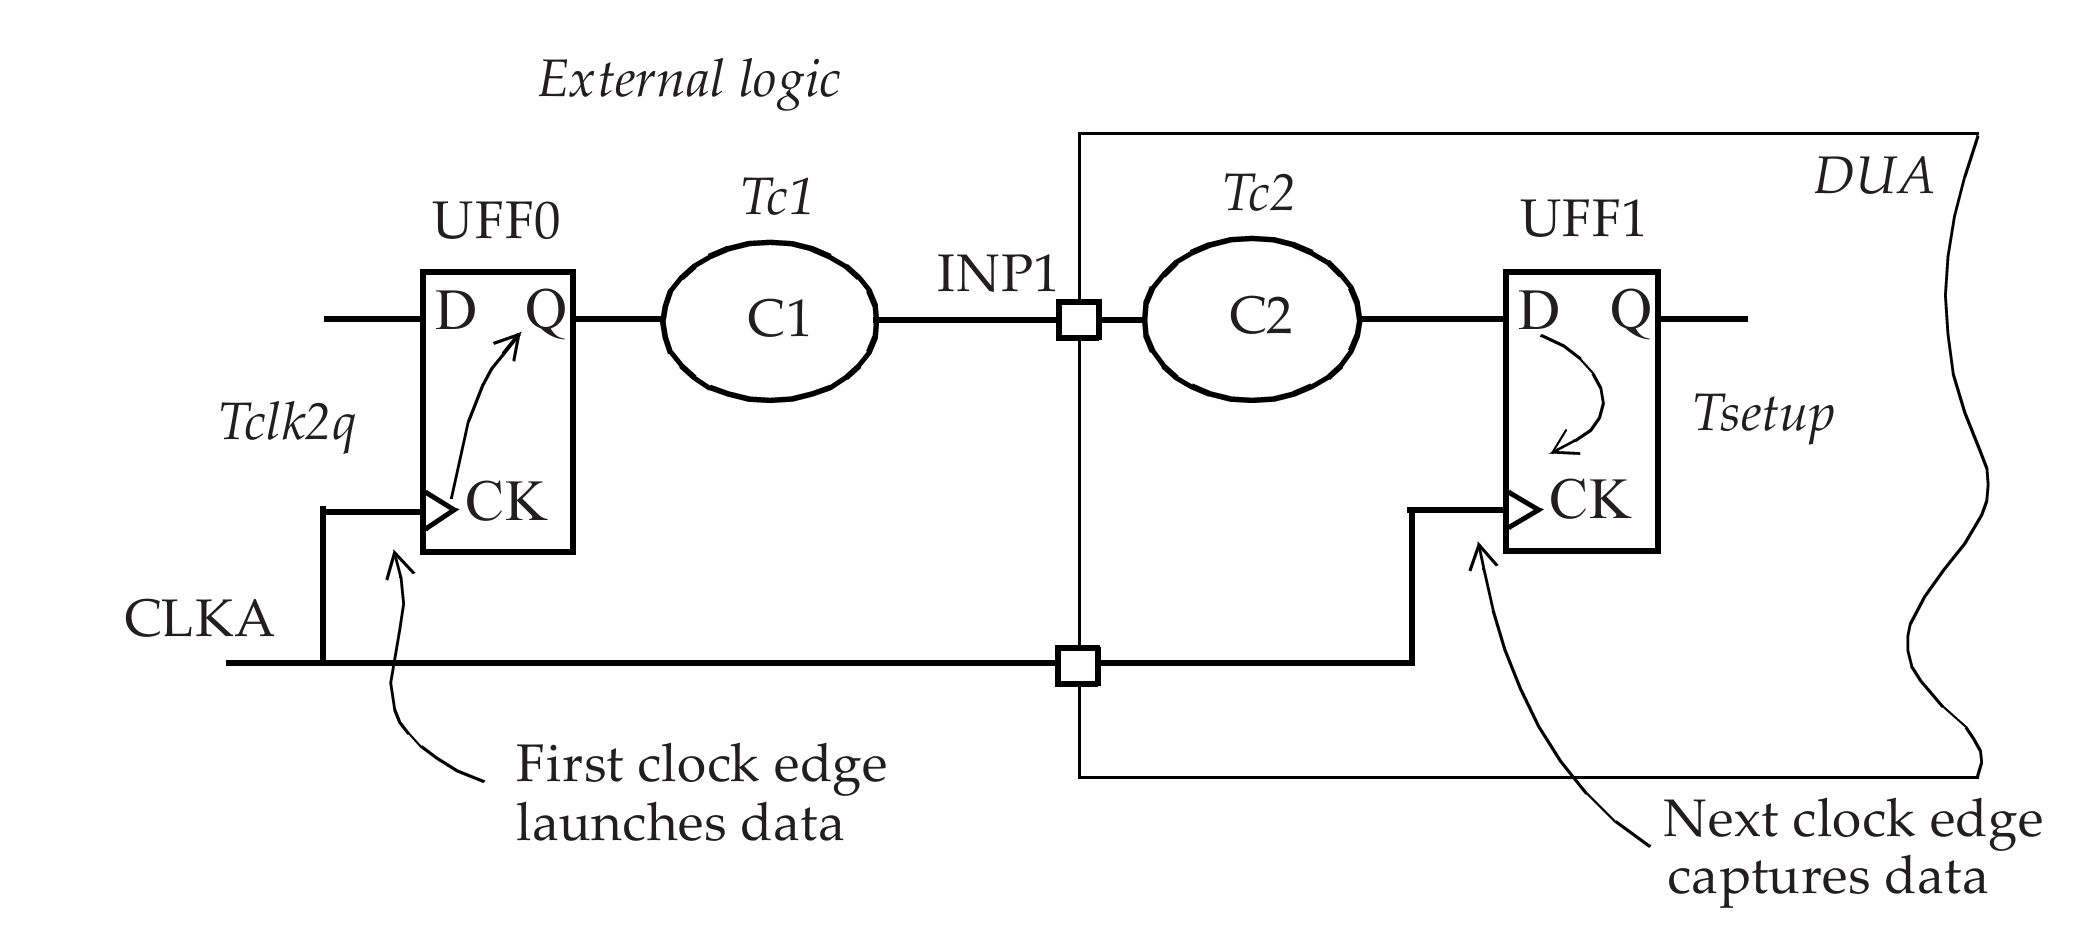 External logic
DUA
Tc1
Tc2
UFF0
UFF1
INP1
D Q
C1
C2
D Q
Tclk2q
Tsetup
CK
CK
CLKA
First clock edge
launches data
Next clock edge
captures data